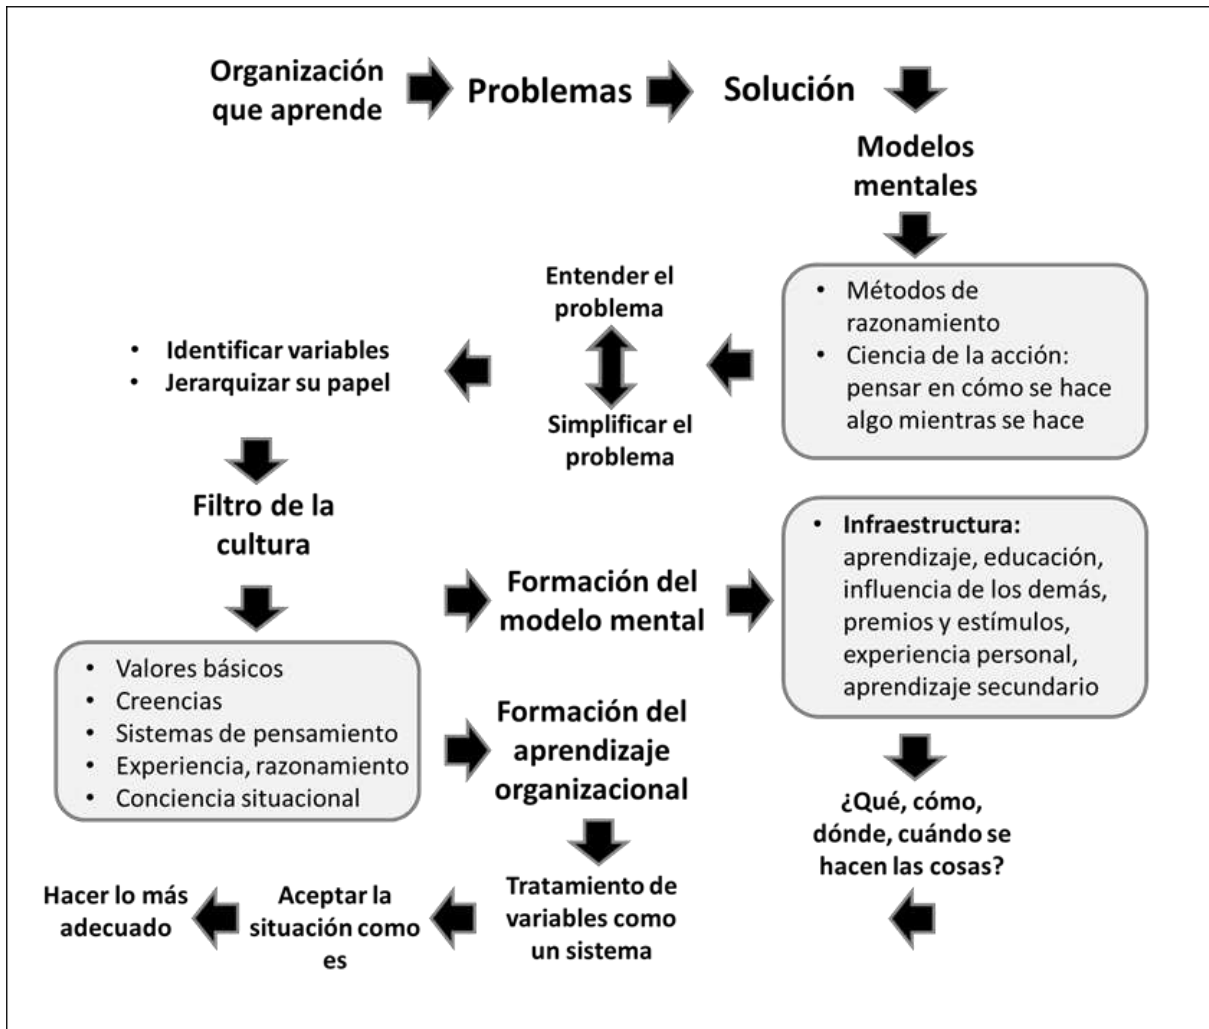 Organización
que aprende
Problemas
Solución
Modelos
mentales
• Métodos de
razonamiento
• Ciencia de la acción:
pensar en cómo se hace
algo mientras se hace
Entender el
problema
Simplificar el
problema
• Identificar variables
• Jerarquizar su papel
Filtro de la
cultura
• Valores básicos
• Creencias
• Sistemas de pensamiento
• Experiencia, razonamiento
• Conciencia situacional
Formación del
modelo mental
• Infraestructura:
aprendizaje, educación,
influencia de los demás,
premios y estímulos,
experiencia personal,
aprendizaje secundario
¿Qué, cómo,
dónde, cuándo se
hacen las cosas?
Formación del
aprendizaje
organizacional
Tratamiento de
variables como
un sistema
Aceptar la
situación como
es
Hacer lo más
adecuado